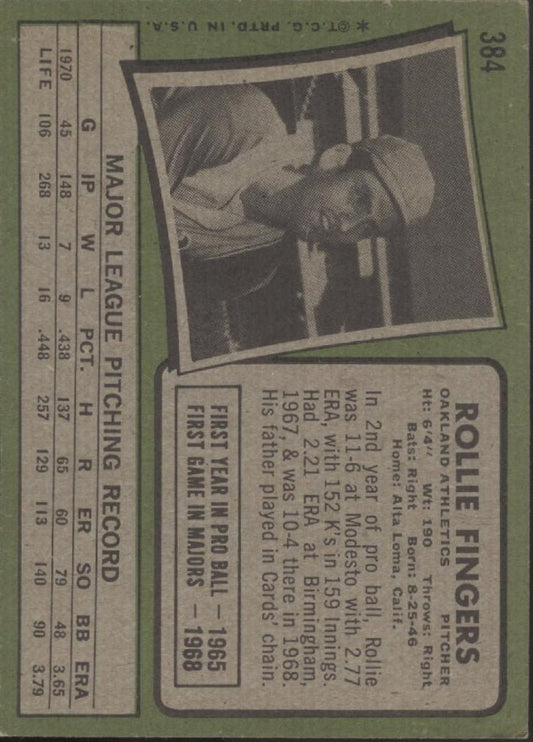 384
ROLLIE FINGERS
OAKLAND ATHLETICS PITCHER
Ht: 6'4" Wt: 190 Throws: Right
Bats: Right Born: 8-25-46
Home: Alta Loma, Calif.
In 2nd year of pro ball, Rollie
was 11-6 at Modesto with 2.77
ERA, with 152 K's in 159 Innings.
Had 2.21 ERA at Birmingham,
1967, & was 10-4 there in 1968.
His father played in Cards' chain.
FIRST YEAR IN PRO BALL — 1965
FIRST GAME IN MAJORS — 1968
MAJOR LEAGUE PITCHING RECORD
G IP W L PCT. H R ER SO BB ERA
1970 45 148 7 9 .438 137 65 60 79 48 3.65
LIFE 106 268 13 16 .448 257 129 113 140 90 3.79
* © T.C.G. PRTD. IN U.S.A.